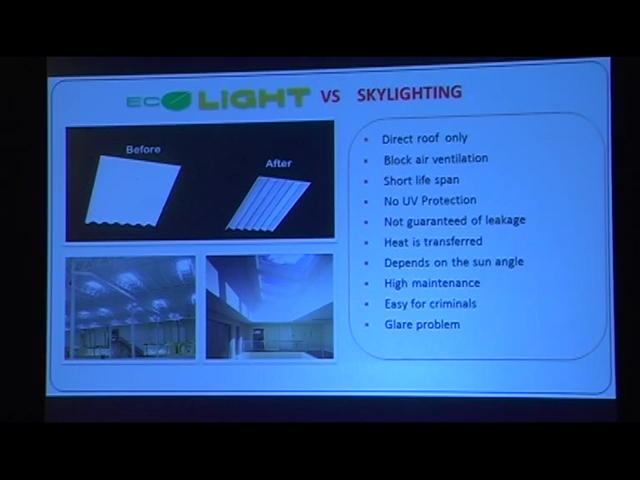 ECO LIGHT VS SKYLIGHTING
Before
After
Direct roof only
Block air ventilation
Short life span
No UV Protection
Not guaranteed of leakage
Heat is transferred
Depends on the sun angle
High maintenance
Easy for criminals
Glare problem